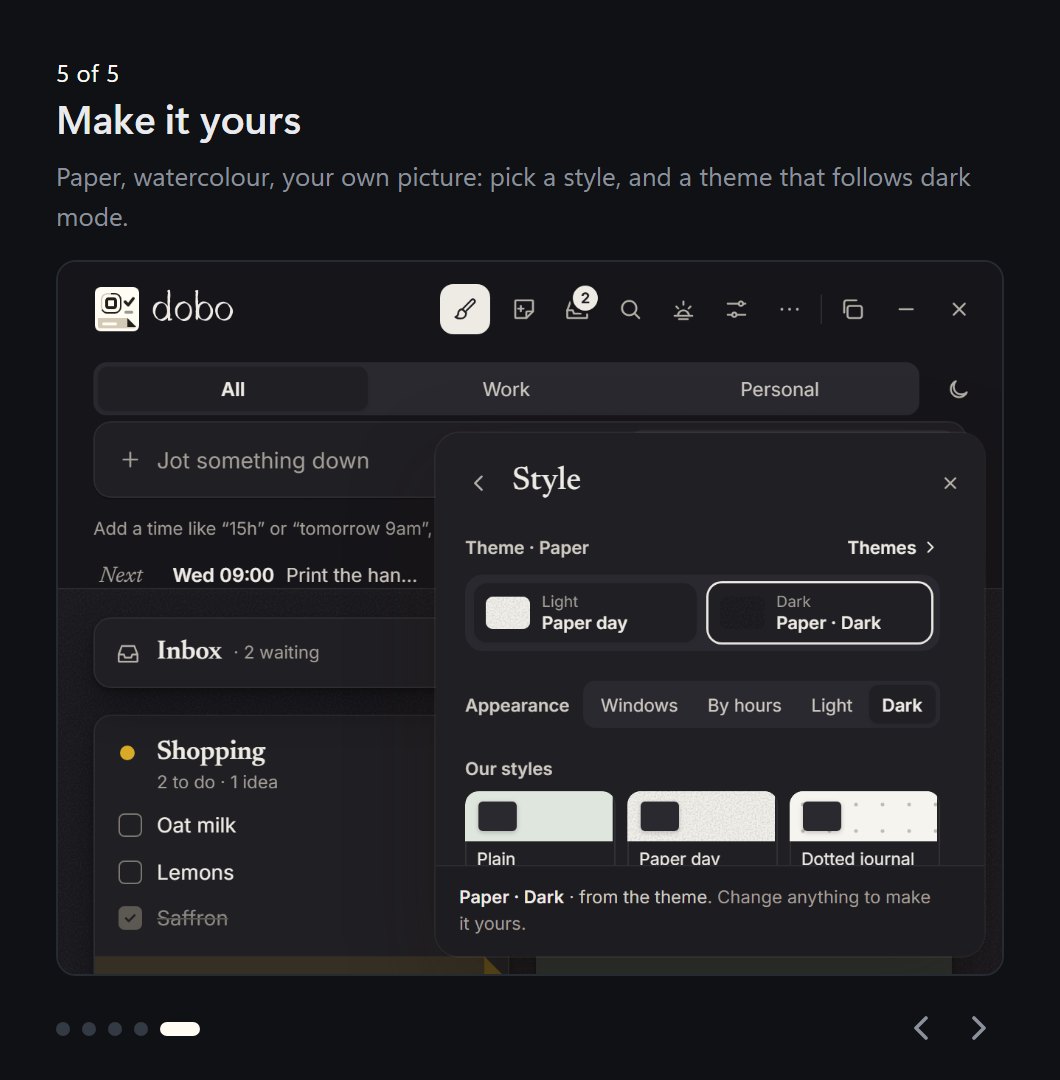 5 of 5
Make it yours
Paper, watercolour, your own picture: pick a style, and a theme that follows dark
mode.
dobo
2
All
Work
Personal
Jot something down
Add a time like “15h” or “tomorrow 9am”,
Next Wed 09:00 Print the han...
Inbox · 2 waiting
Shopping
2 to do · 1 idea
Oat milk
Lemons
Saffron
Style
Theme · Paper
Themes
Light
Paper day
Dark
Paper · Dark
Appearance
Windows
By hours
Light
Dark
Our styles
Plain
Paper day
Dotted journal
Paper · Dark · from the theme. Change anything to make
it yours.